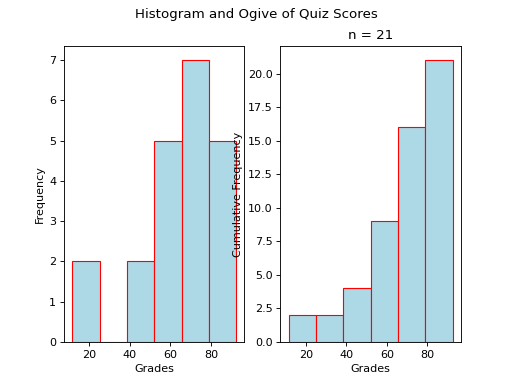 Histogram and Ogive of Quiz Scores
n = 21
7
6
5
4
3
2
1
0
Frequency
20 40 60 80
Grades
20.0
17.5
15.0
12.5
10.0
7.5
5.0
2.5
0.0
Cumulative Frequency
20 40 60 80
Grades